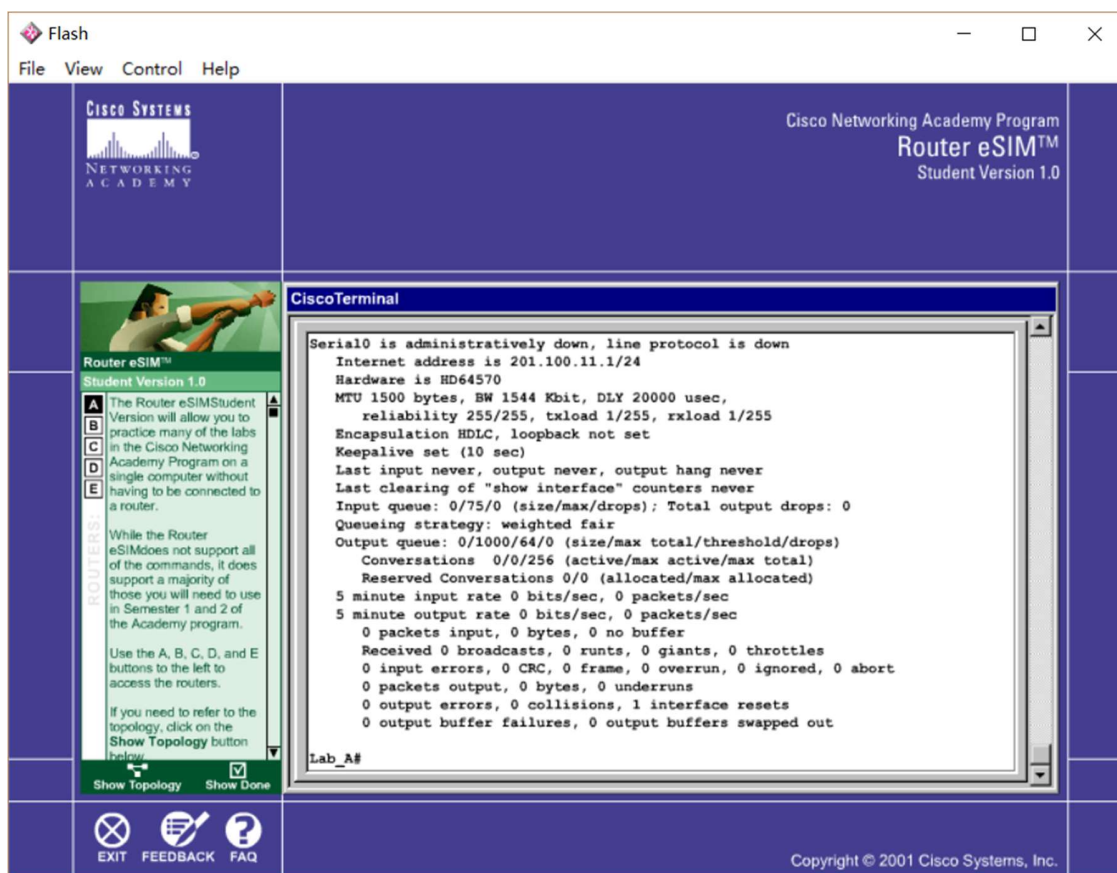 Flash
File View Control Help
CISCO SYSTEMS
NETWORKING
ACADEMY
Cisco Networking Academy Program
Router eSIM™
Student Version 1.0
Router eSIM™
Student Version 1.0
A
B
C
D
E
ROUTERS:
The Router eSIMStudent
Version will allow you to
practice many of the labs
in the Cisco Networking
Academy Program on a
single computer without
having to be connected to
a router.
While the Router
eSIMdoes not support all
of the commands, it does
support a majority of
those you will need to use
in Semester 1 and 2 of
the Academy program.
Use the A, B, C, D, and E
buttons to the left to
access the routers.
If you need to refer to the
topology, click on the
Show Topology button
below
Show Topology Show Done
CiscoTerminal
Serial0 is administratively down, line protocol is down
Internet address is 201.100.11.1/24
Hardware is HD64570
MTU 1500 bytes, BW 1544 Kbit, DLY 20000 usec,
reliability 255/255, txload 1/255, rxload 1/255
Encapsulation HDLC, loopback not set
Keepalive set (10 sec)
Last input never, output never, output hang never
Last clearing of "show interface" counters never
Input queue: 0/75/0 (size/max/drops); Total output drops: 0
Queueing strategy: weighted fair
Output queue: 0/1000/64/0 (size/max total/threshold/drops)
Conversations 0/0/256 (active/max active/max total)
Reserved Conversations 0/0 (allocated/max allocated)
5 minute input rate 0 bits/sec, 0 packets/sec
5 minute output rate 0 bits/sec, 0 packets/sec
0 packets input, 0 bytes, 0 no buffer
Received 0 broadcasts, 0 runts, 0 giants, 0 throttles
0 input errors, 0 CRC, 0 frame, 0 overrun, 0 ignored, 0 abort
0 packets output, 0 bytes, 0 underruns
0 output errors, 0 collisions, 1 interface resets
0 output buffer failures, 0 output buffers swapped out
Lab_A#
EXIT FEEDBACK FAQ
Copyright © 2001 Cisco Systems, Inc.